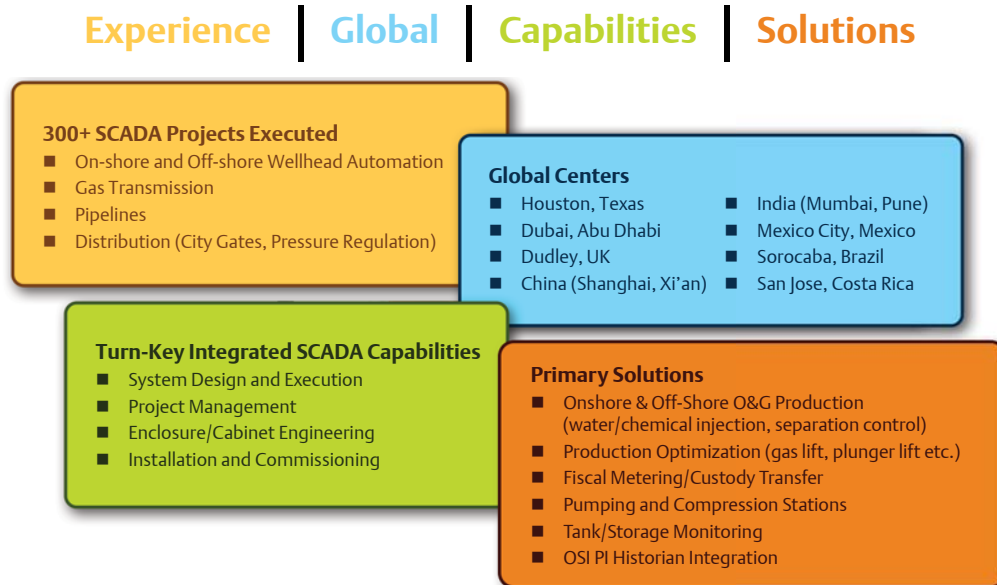 Experience | Global | Capabilities | Solutions
300+ SCADA Projects Executed
■ On-shore and Off-shore Wellhead Automation
■ Gas Transmission
■ Pipelines
■ Distribution (City Gates, Pressure Regulation)
Global Centers
■ Houston, Texas
■ Dubai, Abu Dhabi
■ Dudley, UK
■ China (Shanghai, Xi'an)
■ India (Mumbai, Pune)
■ Mexico City, Mexico
■ Sorocaba, Brazil
■ San Jose, Costa Rica
Turn-Key Integrated SCADA Capabilities
■ System Design and Execution
■ Project Management
■ Enclosure/Cabinet Engineering
■ Installation and Commissioning
Primary Solutions
■ Onshore & Off-Shore O&G Production
(water/chemical injection, separation control)
■ Production Optimization (gas lift, plunger lift etc.)
■ Fiscal Metering/Custody Transfer
■ Pumping and Compression Stations
■ Tank/Storage Monitoring
■ OSI PI Historian Integration